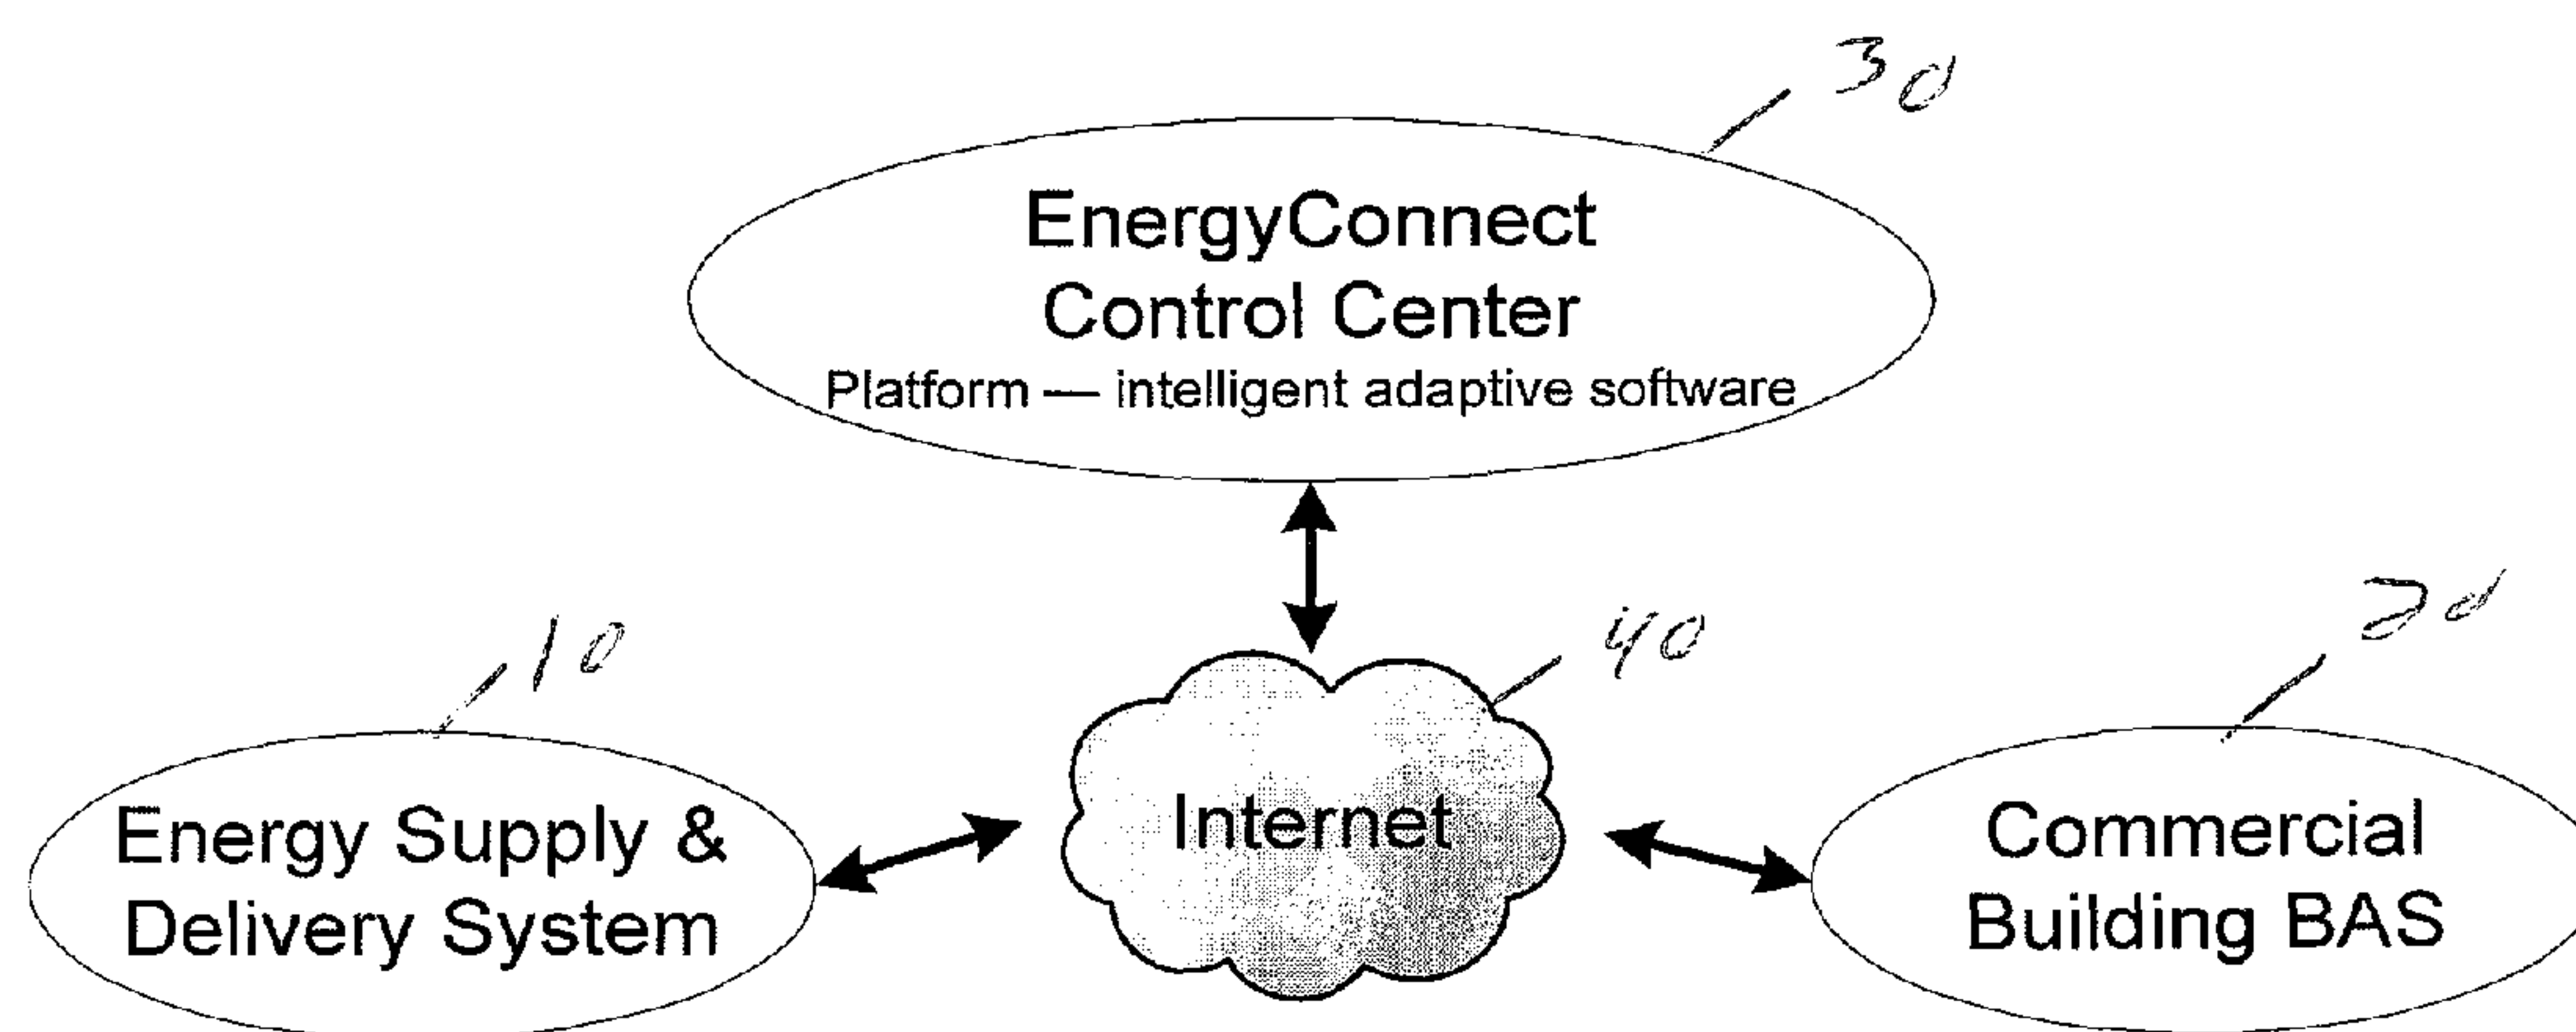 30
EnergyConnect
Control Center
Platform — intelligent adaptive software
10
40
20
Energy Supply &
Delivery System
Internet
Commercial
Building BAS